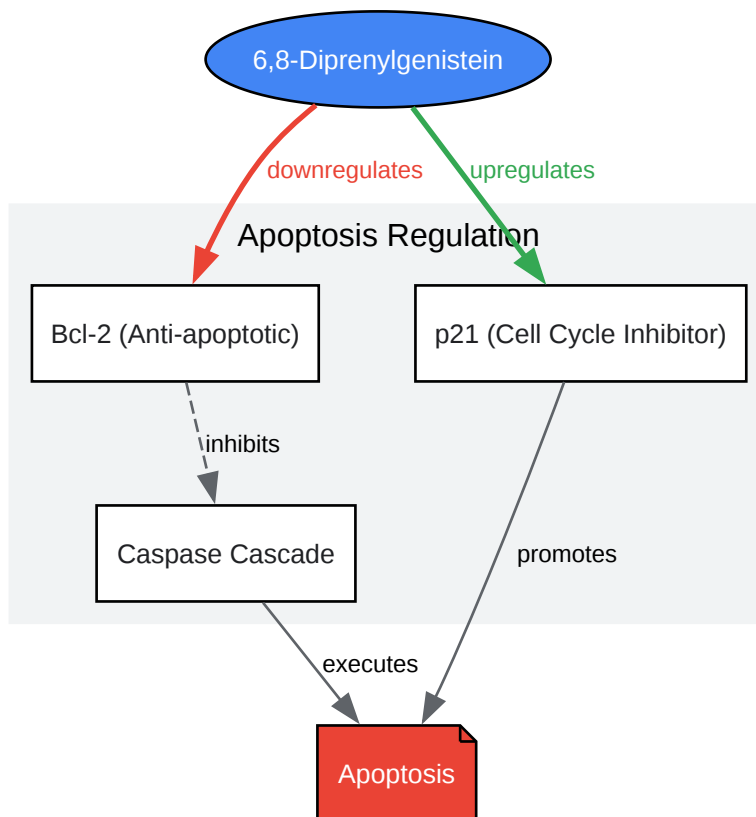 6,8-Diprenylgenistein
downregulates
upregulates
Apoptosis Regulation
Bcl-2 (Anti-apoptotic)
p21 (Cell Cycle Inhibitor)
inhibits
Caspase Cascade
promotes
executes
Apoptosis